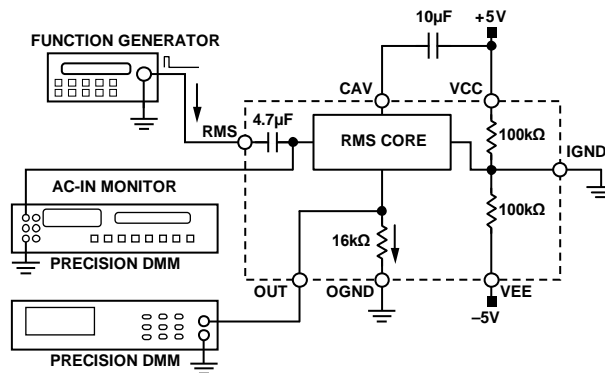 10µF
+5V
FUNCTION GENERATOR
CAV
VCC
RMS
4.7µF
RMS CORE
100kΩ
IGND
AC-IN MONITOR
100kΩ
16kΩ
PRECISION DMM
OUT
OGND
VEE
–5V
PRECISION DMM